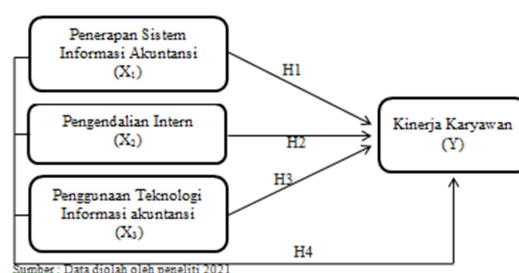 Penerapan Sistem
Informasi Akuntansi
(X₁)
H1
Pengendalian Intern
(X₂)
H2
Kinerja Karyawan
(Y)
H3
Penggunaan Teknologi
Informasi akuntansi
(X₃)
H4
Sumber : Data diolah oleh peneliti 2021